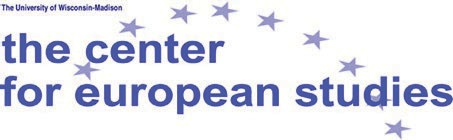 The University of Wisconsin-Madison
the center
for european studies